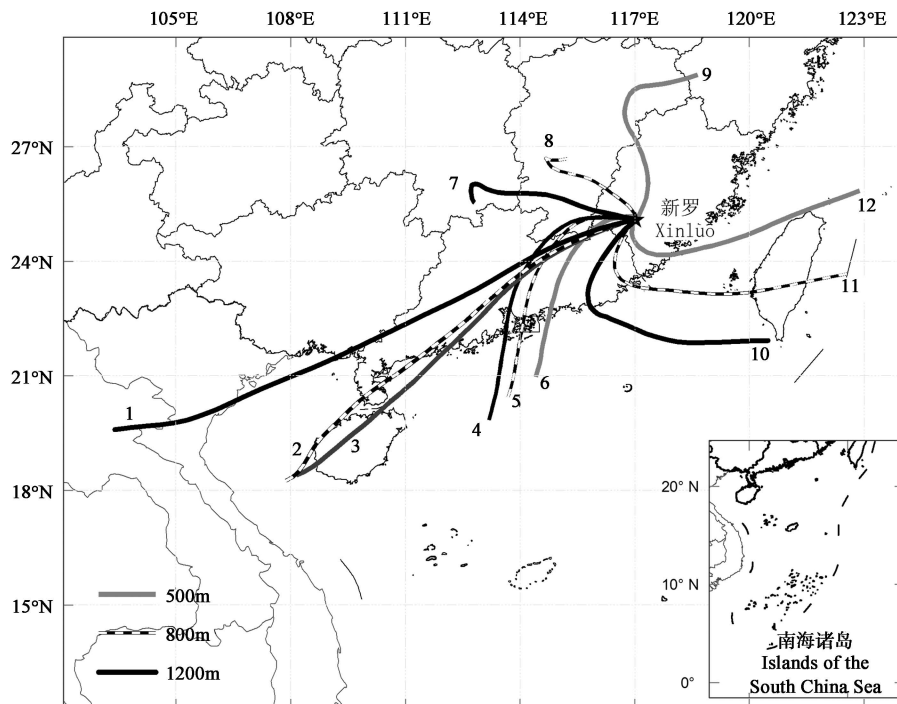 105°E 108°E 111°E 114°E 117°E 120°E 123°E
9
8
27°N
7
新罗
Xinluo
12
24°N
11
10
21°N
6
5
1
4
2
3
18°N
20° N
15°N
10° N
500m
800m
1200m
南海诸岛
Islands of the
0°
South China Sea